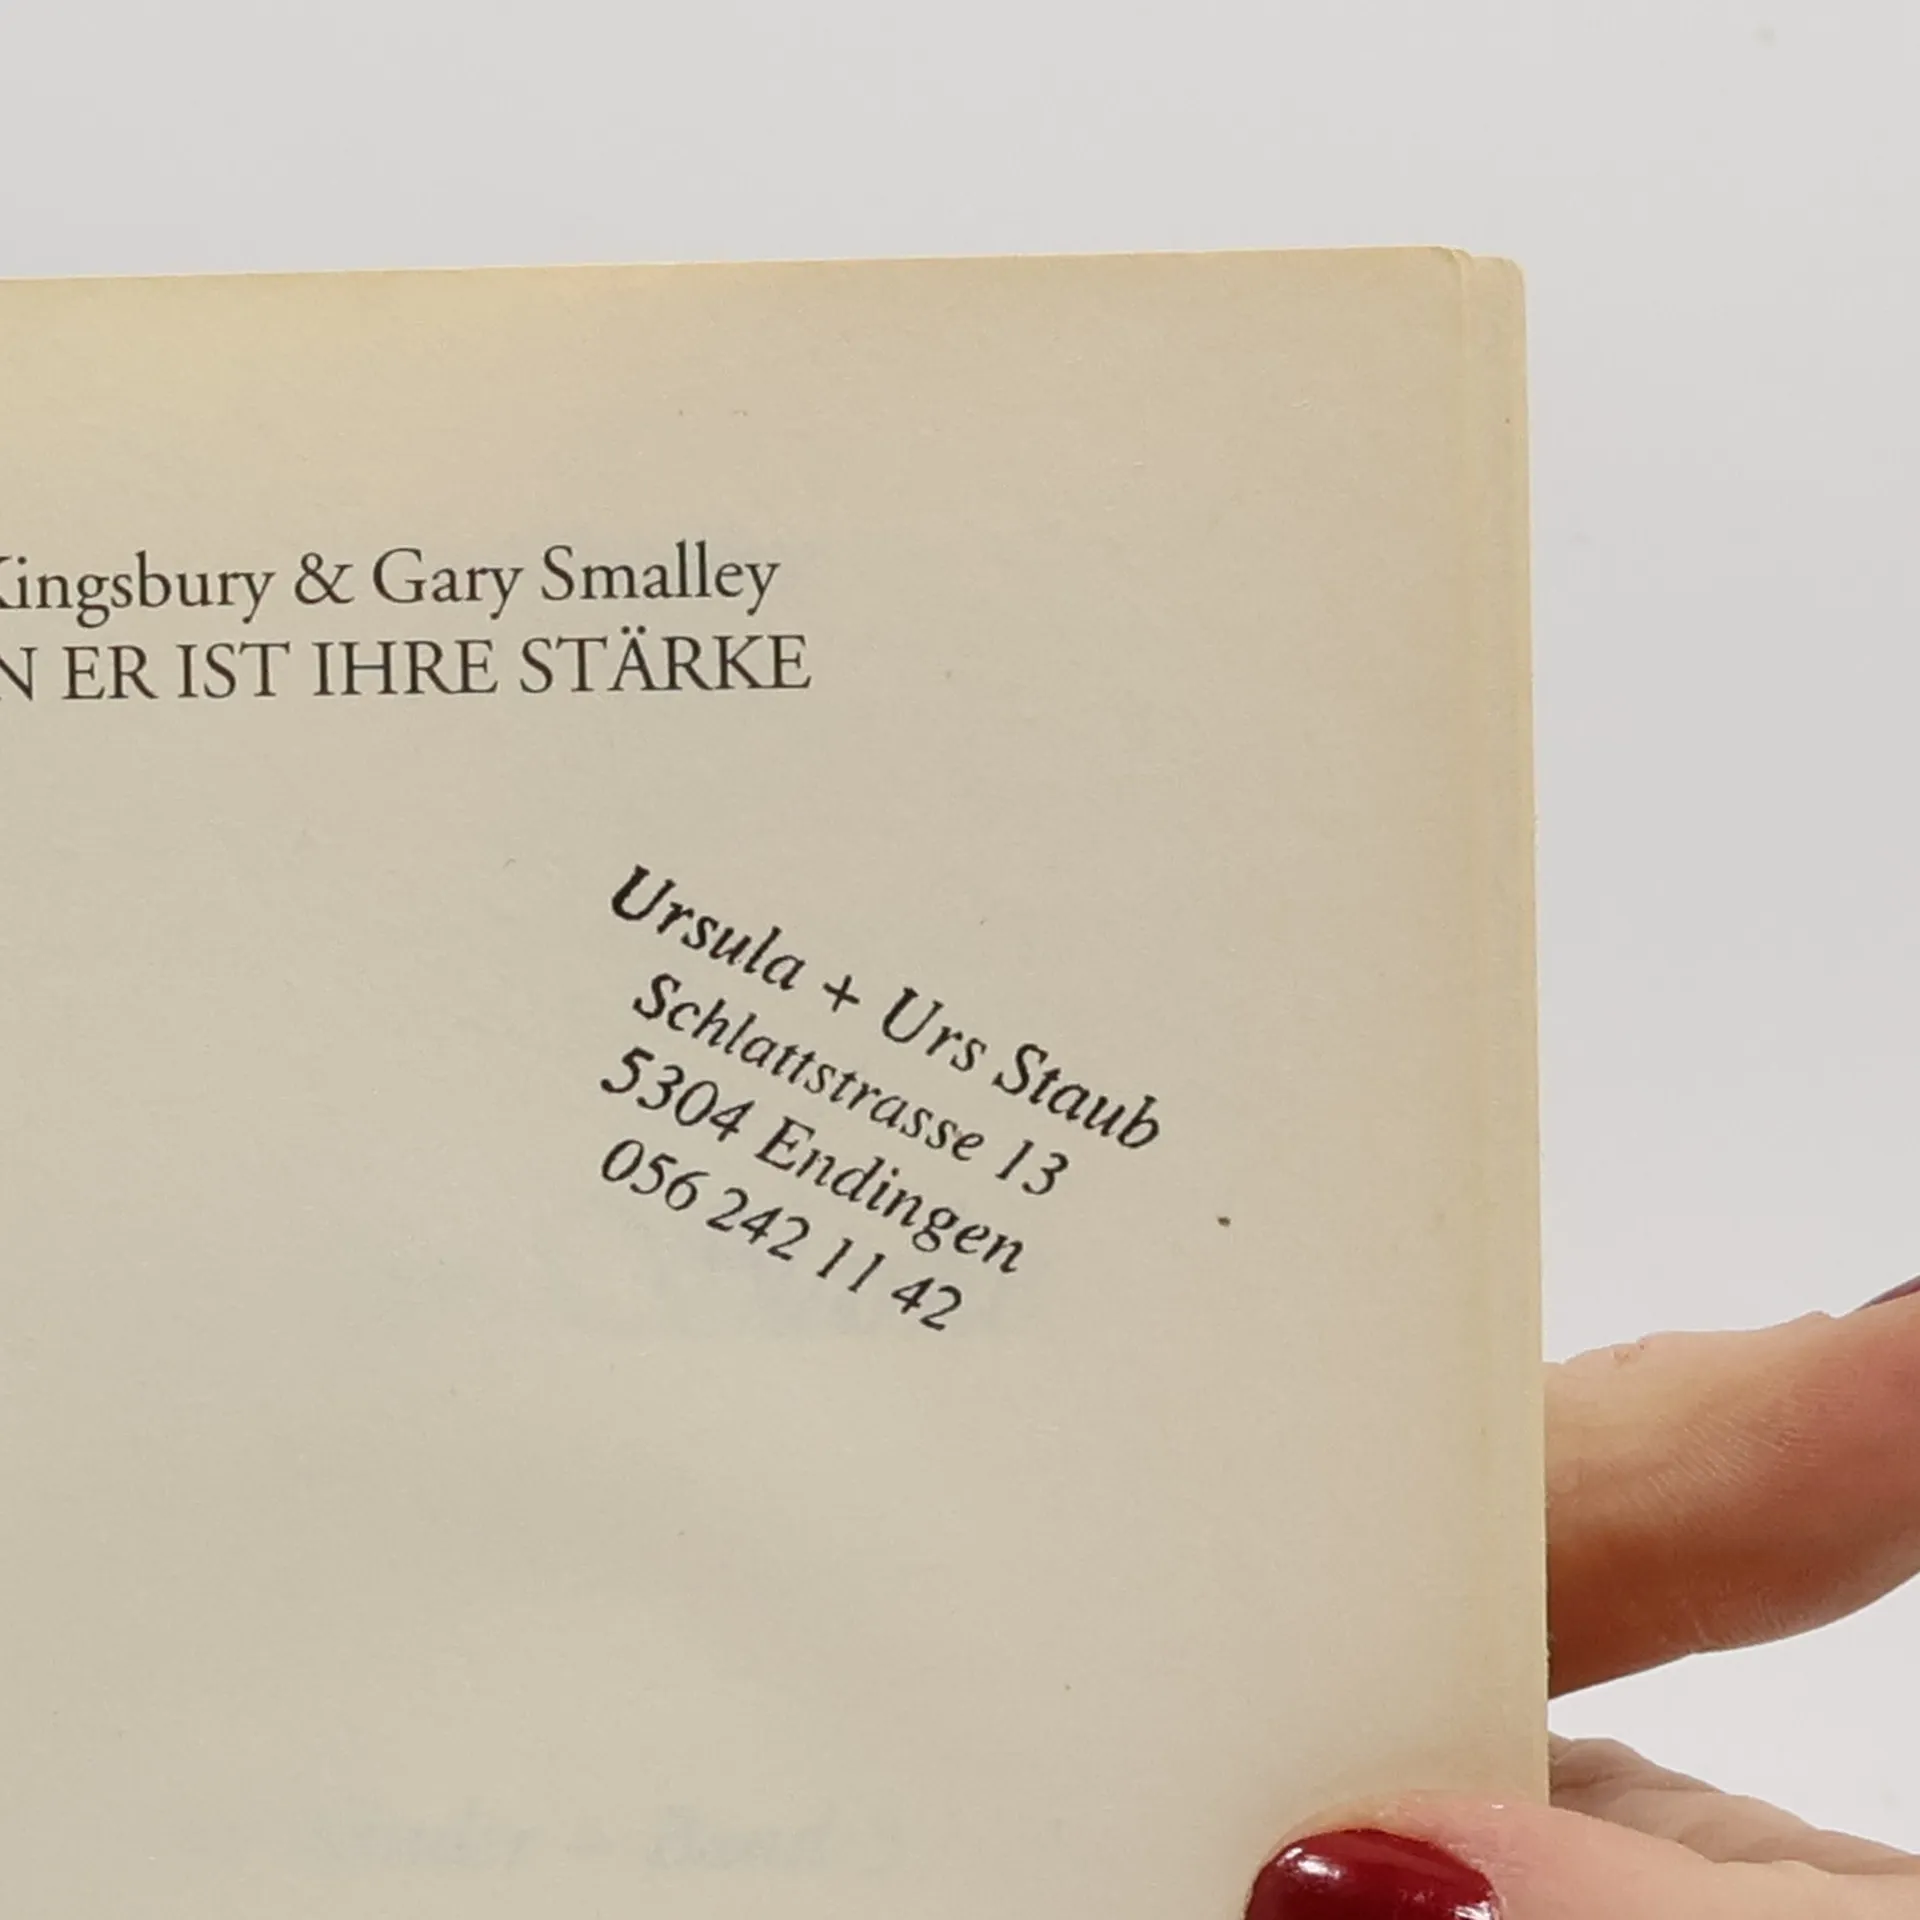 Kingsbury & Gary Smalley
N ER IST IHRE STÄRKE
Ursula + Urs Staub
Schlattstrasse 13
5304 Endingen
056 242 11 42